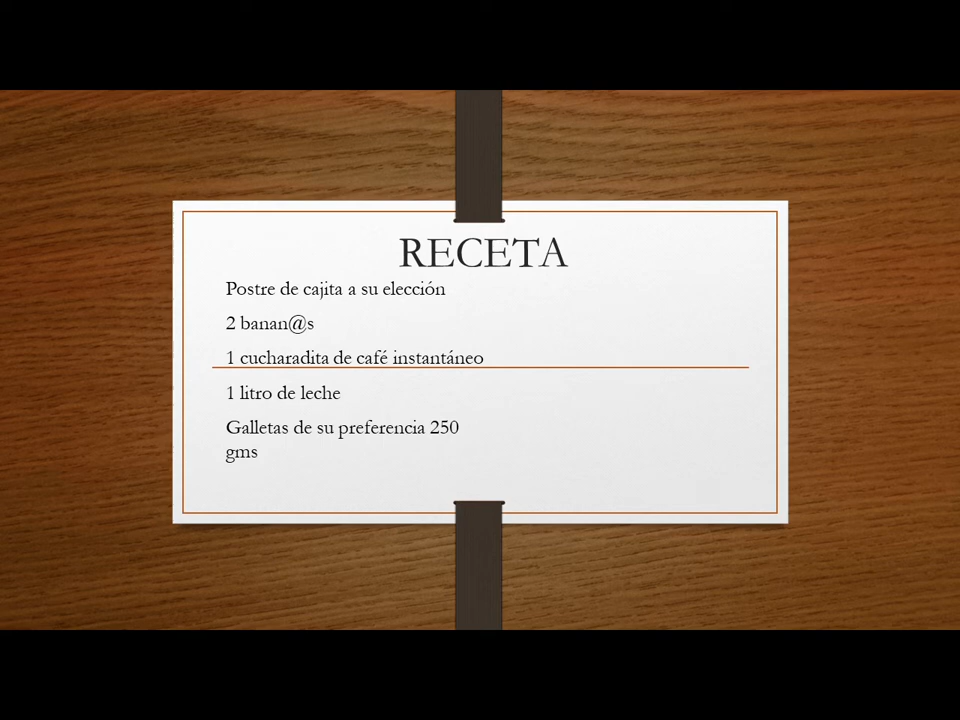 RECETA
Postre de cajita a su elección
2 banan@s
1 cucharadita de café instantáneo
1 litro de leche
Galletas de su preferencia 250
gms